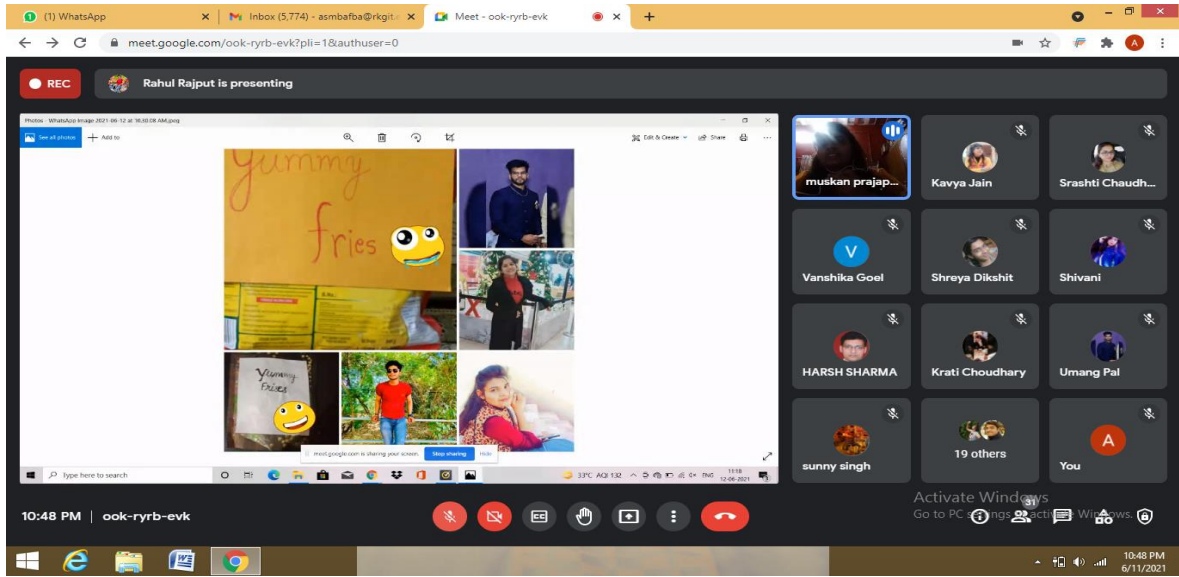 (1) WhatsApp
Inbox (5,774) - asmbafba@rkgit.
Meet - ook-ryrb-evk
meet.google.com/ook-ryrb-evk?pli=1&authuser=0
A
REC
Rahul Rajput is presenting
Photos - WhatsApp Image 2021-06-12 at 10.30.08 AM.jpeg
See all photos
Add to
Edit & Create
Share
yummy
fries
Yummy
Fries
meet.google.com is sharing your screen.
Stop sharing
Hide
Type here to search
33°C AQI 132
ENG
11:18
12-06-2021
muskan prajap...
Kavya Jain
Srashti Chaudh...
V
Vanshika Goel
Shreya Dikshit
Shivani
HARSH SHARMA
Krati Choudhary
Umang Pal
sunny singh
19 others
A
You
10:48 PM | ook-ryrb-evk
CC
31
Activate Windows
Go to PC settings to activate Windows.
10:48 PM
6/11/2021